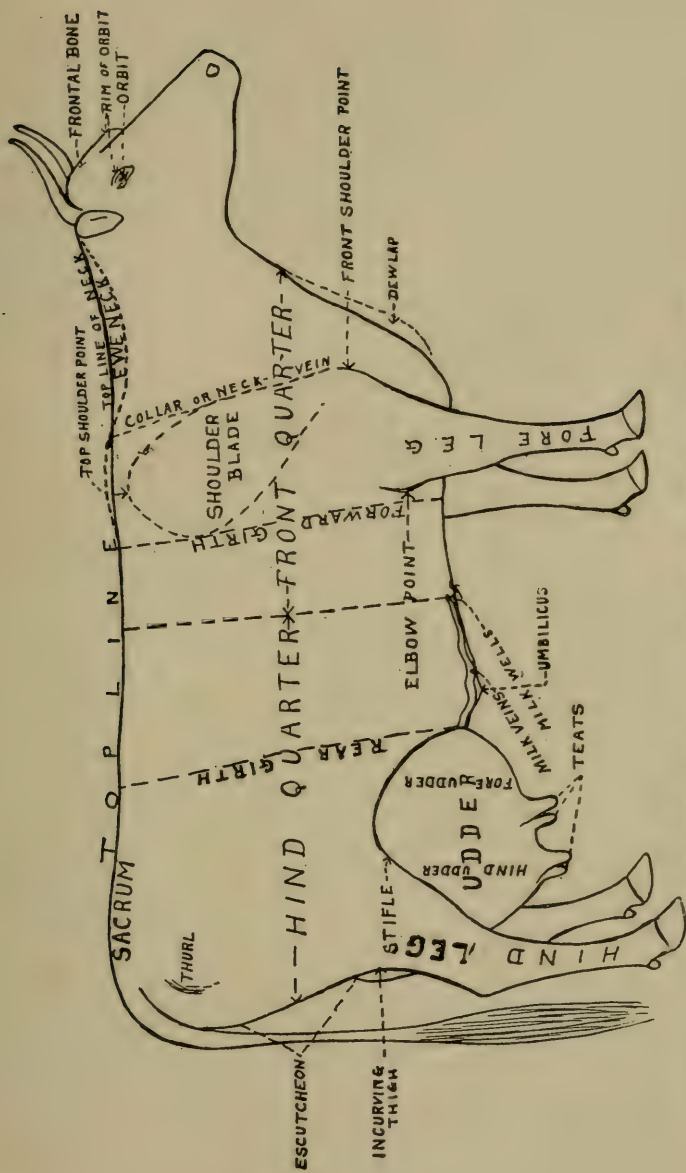 FRONTAL BONE
RIM OF ORBIT
ORBIT
TOP SHOULDER POINT
TOP LINE OF NECK
EWE NECK
COLLAR OR NECK-VEIN
SHOULDER
BLADE
FRONT SHOULDER POINT
DEWLAP
FRONT QUARTER
FORWARD GIRTH
TOP LINE
SACRUM
THURL
HIND QUARTER
REAR
GIRTH
ELBOW POINT
FORE LEG
MILK WELLS
MILK VEINS
UMBILICUS
TEATS
FORE UDDER
UDDER
HIND UDDER
STIFLE
HIND LEG
ESCUTCHEON
INCURVING
THIGH